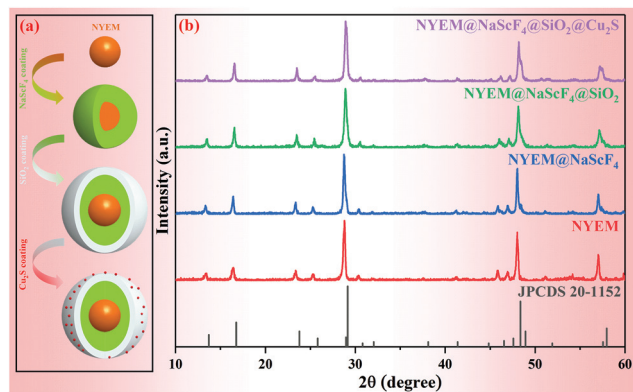 (a)
NYEM
NaScF₄ coating
SiO₂ coating
Cu₂S coating
(b)
NYEM@NaScF₄@SiO₂@Cu₂S
NYEM@NaScF₄@SiO₂
NYEM@NaScF₄
NYEM
JPCDS 20-1152
Intensity (a.u.)
10 20 30 40 50 60
2θ (degree)